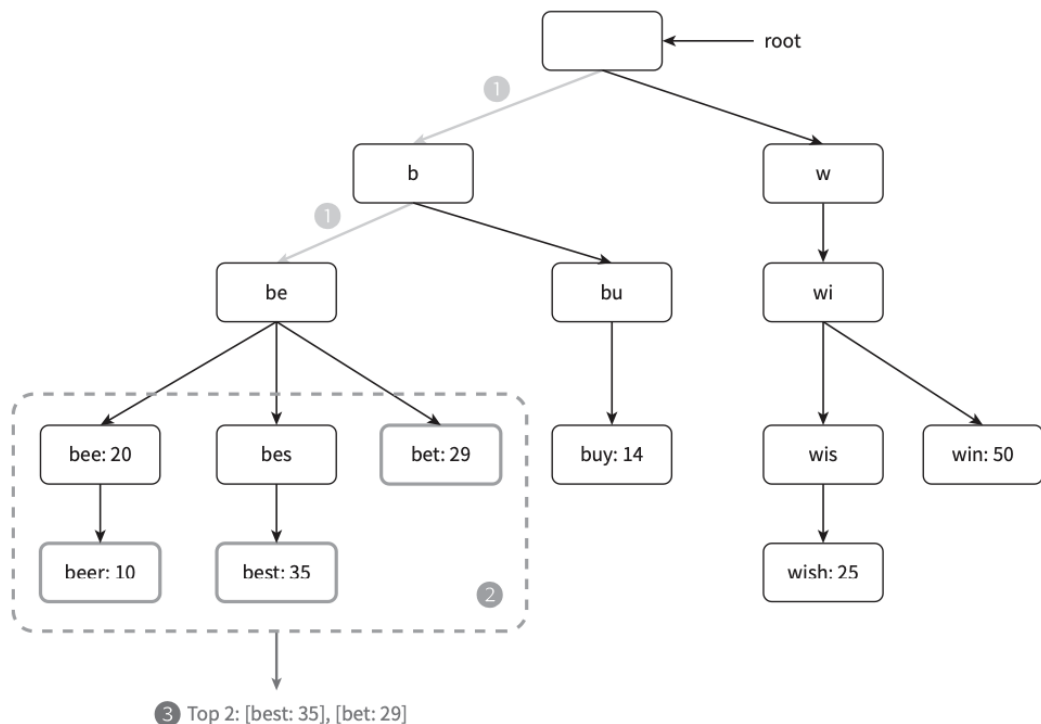 root
1
b
w
1
be
bu
wi
bee: 20
bes
bet: 29
buy: 14
wis
win: 50
beer: 10
best: 35
wish: 25
2
3 Top 2: [best: 35], [bet: 29]